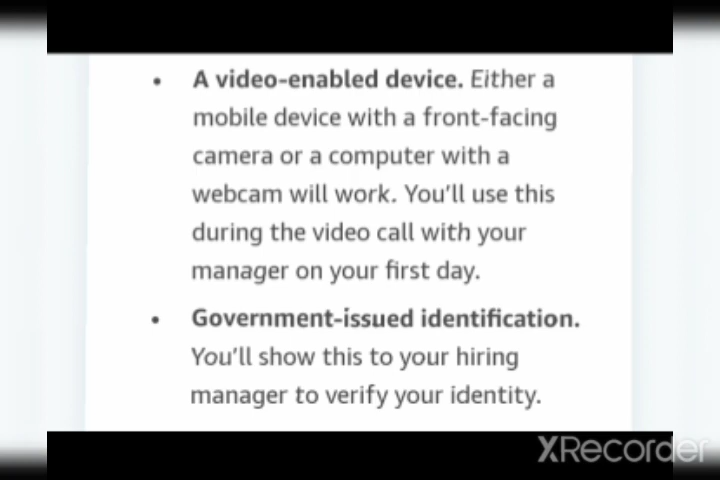 • A video-enabled device. Either a
mobile device with a front-facing
camera or a computer with a
webcam will work. You'll use this
during the video call with your
manager on your first day.
• Government-issued identification.
You'll show this to your hiring
manager to verify your identity.
XRecorder